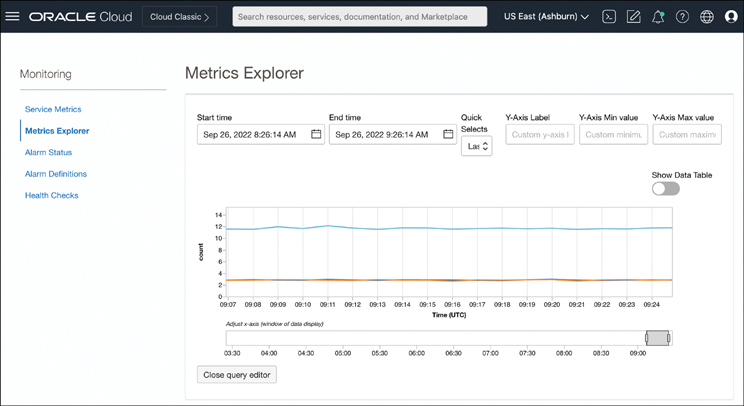 ORACLE Cloud
Cloud Classic
Search resources, services, documentation, and Marketplace
US East (Ashburn)
Monitoring
Service Metrics
Metrics Explorer
Alarm Status
Alarm Definitions
Health Checks
Metrics Explorer
Start time
End time
Quick
Selects
Y-Axis Label
Y-Axis Min value
Y-Axis Max value
Sep 26, 2022 8:26:14 AM
Sep 26, 2022 9:26:14 AM
Las
Custom y-axis l
Custom minimu
Custom maximu
Show Data Table
14
12
10
8
6
4
2
0
count
09:07 09:08 09:09 09:10 09:11 09:12 09:13 09:14 09:15 09:16 09:17 09:18 09:19 09:20 09:21 09:22 09:23 09:24
Time (UTC)
Adjust x-axis (window of data display)
03:30 04:00 04:30 05:00 05:30 06:00 06:30 07:00 07:30 08:00 08:30 09:00
Close query editor